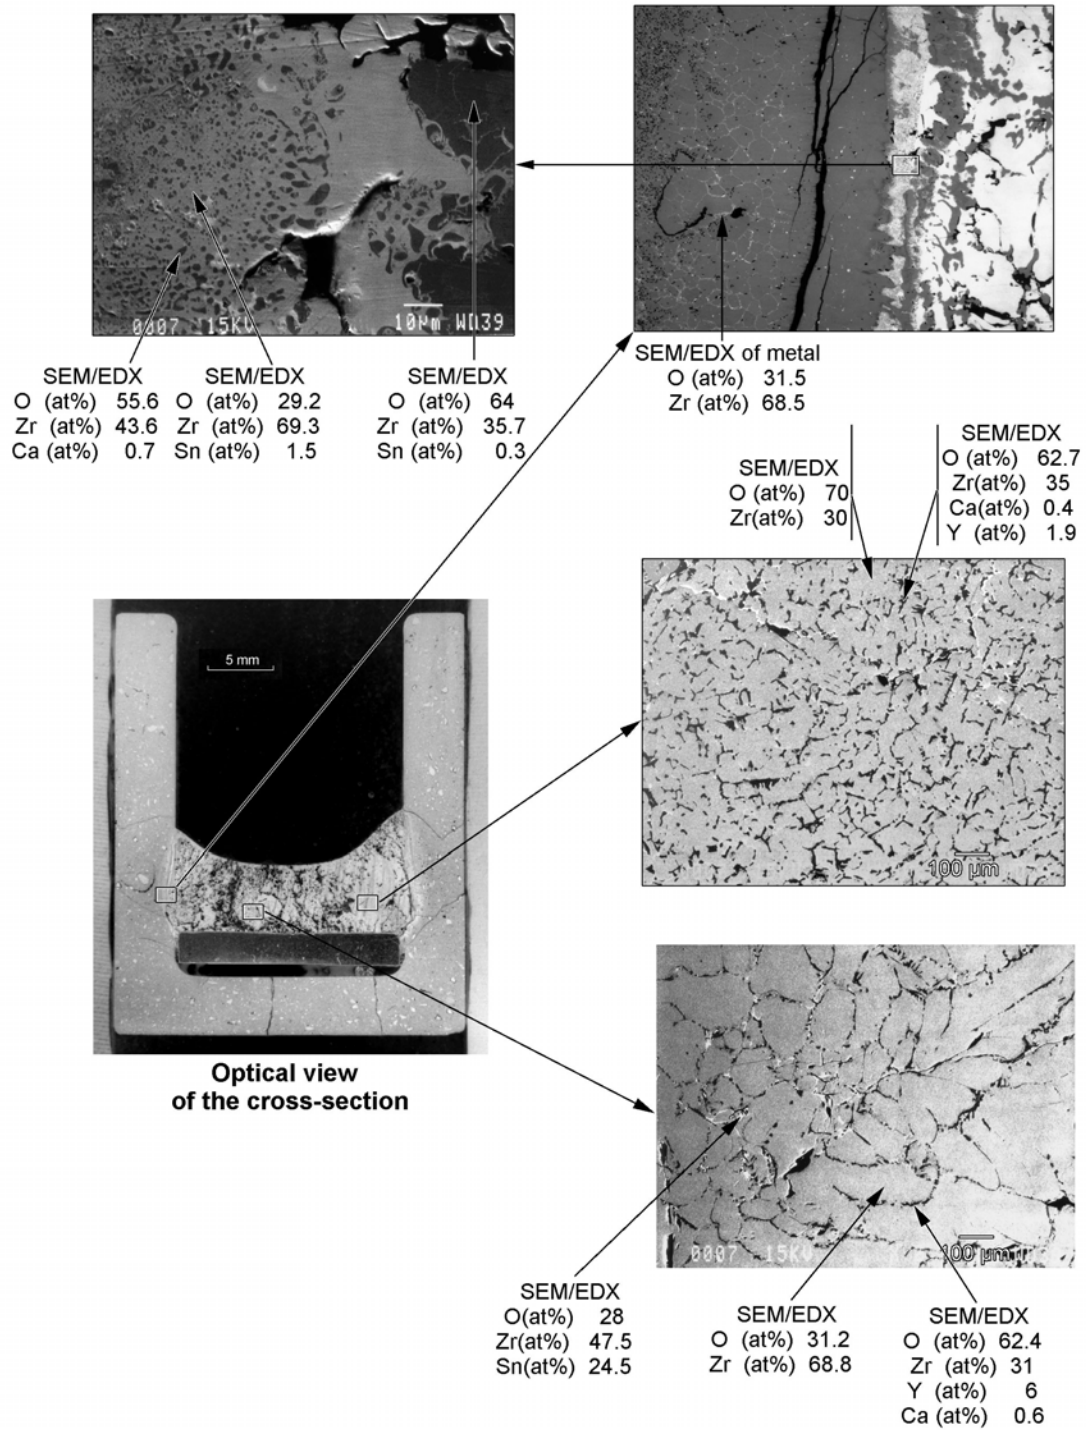 0007 15KV 10µm WD39
SEM/EDX
O (at%) 55.6
Zr (at%) 43.6
Ca (at%) 0.7
SEM/EDX
O (at%) 29.2
Zr (at%) 69.3
Sn (at%) 1.5
SEM/EDX
O (at%) 64
Zr (at%) 35.7
Sn (at%) 0.3
SEM/EDX of metal
O (at%) 31.5
Zr (at%) 68.5
SEM/EDX
O (at%) 70
Zr(at%) 30
SEM/EDX
O (at%) 62.7
Zr(at%) 35
Ca(at%) 0.4
Y (at%) 1.9
100 µm
5 mm
Optical view
of the cross-section
0007 15KV 100 µm
SEM/EDX
O(at%) 28
Zr(at%) 47.5
Sn(at%) 24.5
SEM/EDX
O (at%) 31.2
Zr (at%) 68.8
SEM/EDX
O (at%) 62.4
Zr (at%) 31
Y (at%) 6
Ca (at%) 0.6